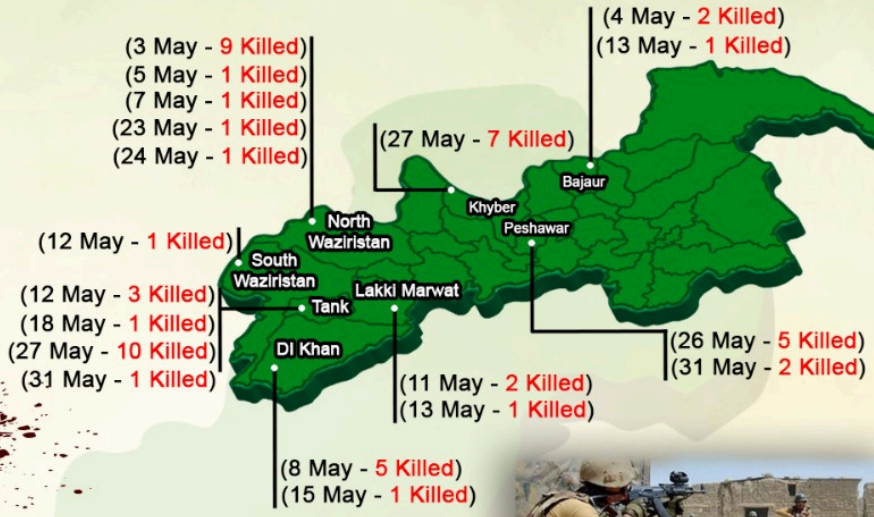 (4 May - 2 Killed)
(13 May - 1 Killed)
(3 May - 9 Killed)
(5 May - 1 Killed)
(7 May - 1 Killed)
(23 May - 1 Killed)
(24 May - 1 Killed)
(27 May - 7 Killed)
Bajaur
Khyber
Peshawar
North
Waziristan
(12 May - 1 Killed)
South
Waziristan
(12 May - 3 Killed)
(18 May - 1 Killed)
(27 May - 10 Killed)
(31 May - 1 Killed)
Tank
Lakki Marwat
DI Khan
(26 May - 5 Killed)
(31 May - 2 Killed)
(11 May - 2 Killed)
(13 May - 1 Killed)
(8 May - 5 Killed)
(15 May - 1 Killed)